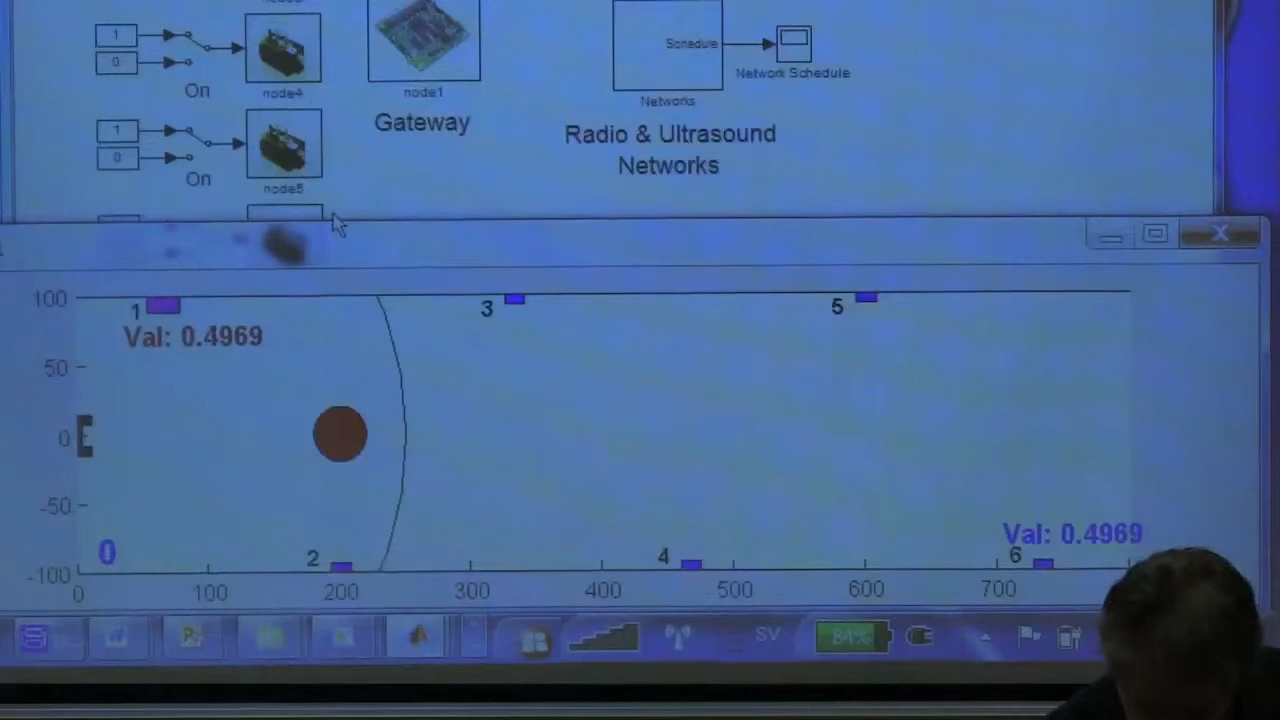 1
0
On
node4
1
0
On
node5
node1
Gateway
Schedule
Networks
Network Schedule
Radio & Ultrasound
Networks
X
100
50
0
-50
-100
1
Val: 0.4969
3
5
0
2
4
Val: 0.4969
6
0
100
200
300
400
500
600
700
SV
84%